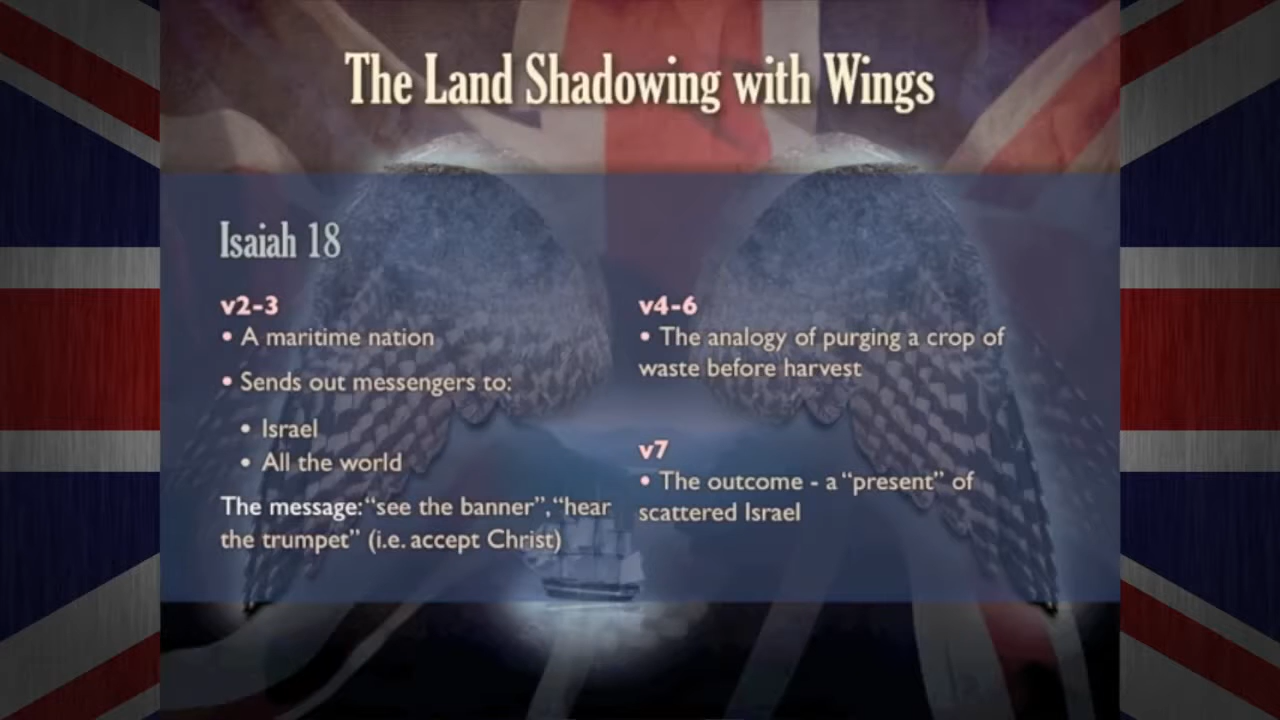 The Land Shadowing with Wings
Isaiah 18
v2-3
• A maritime nation
• Sends out messengers to:
• Israel
• All the world
The message:“see the banner”,“hear
the trumpet” (i.e. accept Christ)
v4-6
• The analogy of purging a crop of
waste before harvest
v7
• The outcome - a “present” of
scattered Israel